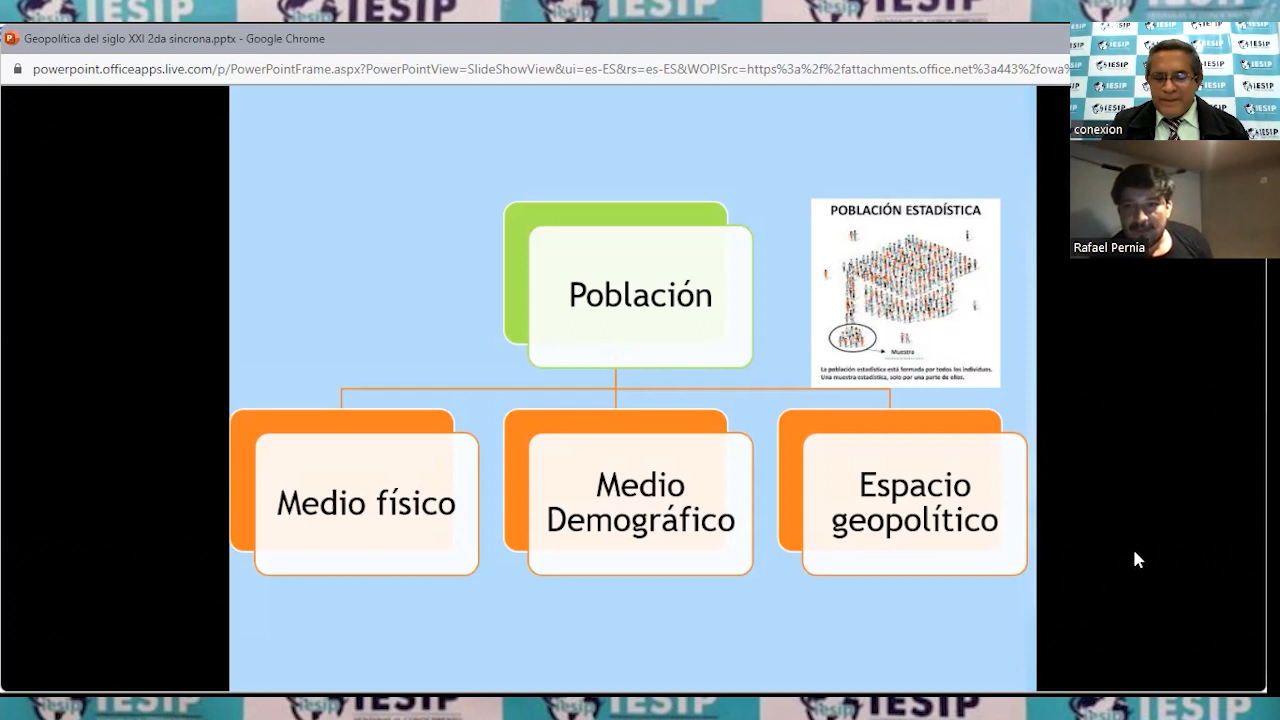 IESIP
Geopolítica del siglo XXI 2da sincrona.pptx - Google Chrome
powerpoint.officeapps.live.com/p/PowerPointFrame.aspx?PowerPointView=SlideShowView&ui=es-ES&rs=es-ES&WOPISrc=https%3a%2f%2fattachments.office.net%3a443%2fowa
IESIP
conexion
Rafael Pernia
POBLACIÓN ESTADÍSTICA
Muestra
La población estadística está formada por todos los individuos.
Una muestra estadística, solo por una parte de ellos.
Población
Medio físico
Medio
Demográfico
Espacio
geopolítico
IESIP